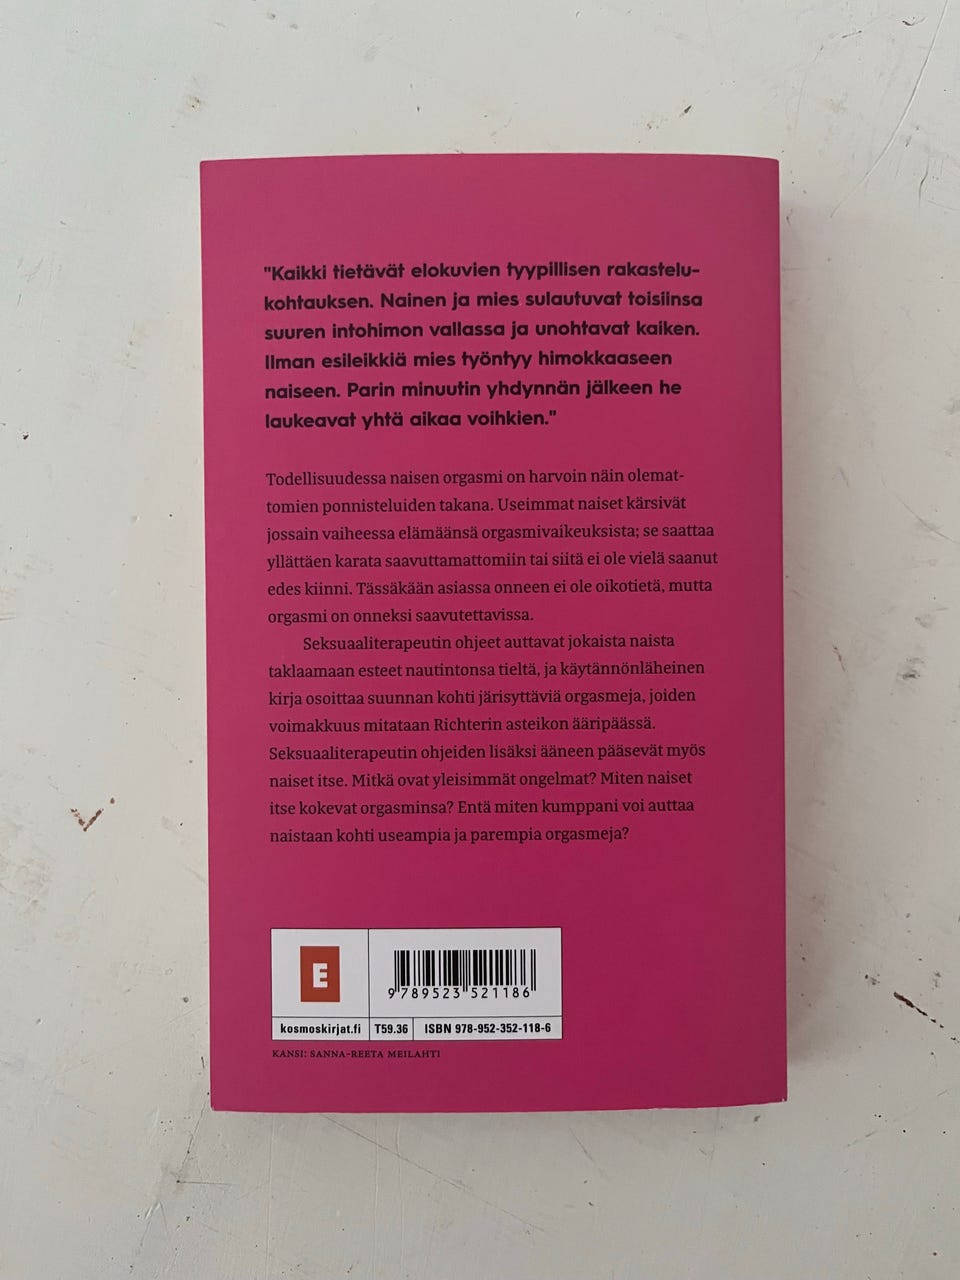 "Kaikki tietävät elokuvien tyypillisen rakastelu-
kohtauksen. Nainen ja mies sulautuvat toisiinsa
suuren intohimon vallassa ja unohtavat kaiken.
Ilman esileikkiä mies työntyy himokkaaseen
naiseen. Parin minuutin yhdynnän jälkeen he
laukeavat yhtä aikaa voihkien."
Todellisuudessa naisen orgasmi on harvoin näin olemat-
tomien ponnisteluiden takana. Useimmat naiset kärsivät
jossain vaiheessa elämäänsä orgasmivaikeuksista; se saattaa
yllättäen karata saavuttamattomiin tai siitä ei ole vielä saanut
edes kiinni. Tässäkään asiassa onneen ei ole oikotietä, mutta
orgasmi on onneksi saavutettavissa.
Seksuaaliterapeutin ohjeet auttavat jokaista naista
taklaamaan esteet nautintonsa tieltä, ja käytännönläheinen
kirja osoittaa suunnan kohti järisyttäviä orgasmeja, joiden
voimakkuus mitataan Richterin asteikon ääripäässä.
Seksuaaliterapeutin ohjeiden lisäksi ääneen pääsevät myös
naiset itse. Mitkä ovat yleisimmät ongelmat? Miten naiset
itse kokevat orgasminsa? Entä miten kumppani voi auttaa
naistaan kohti useampia ja parempia orgasmeja?
E
9 789523 521186
kosmoskirjat.fi T59.36 ISBN 978-952-352-118-6
KANSI: SANNA-REETA MEILAHTI